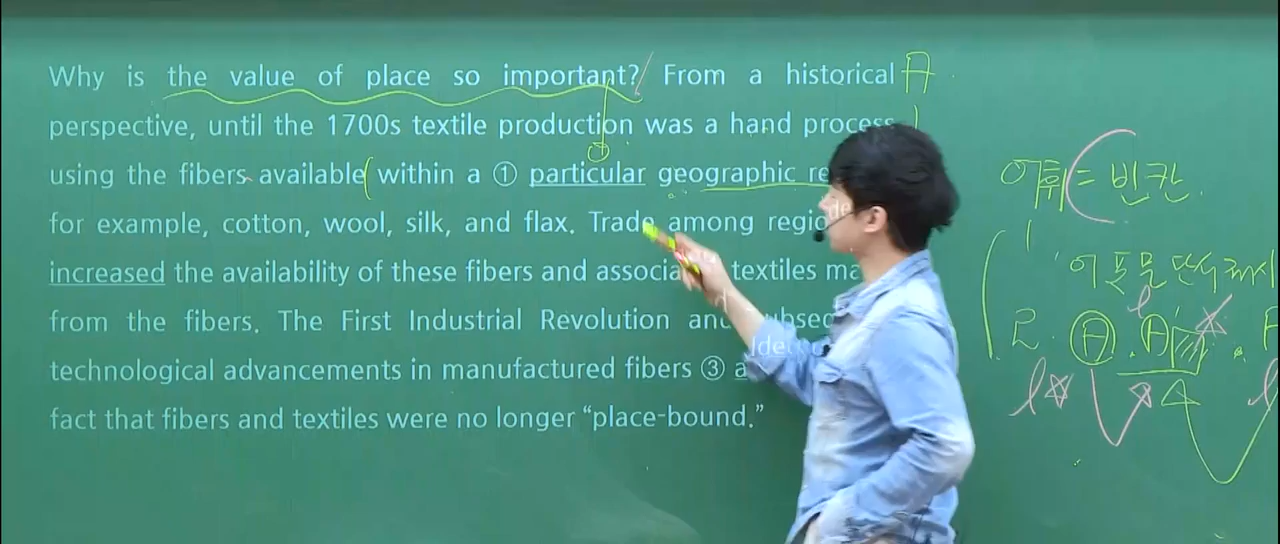 Why is the value of place so important? From a historical A
perspective, until the 1700s textile production was a hand process
using the fibers available within a ① particular geographic re
for example, cotton, wool, silk, and flax. Trade among regio
increased the availability of these fibers and associa textiles ma
from the fibers. The First Industrial Revolution and subseq
technological advancements in manufactured fibers ③ a
fact that fibers and textiles were no longer “place-bound.”
어휘 = 빈칸
A A